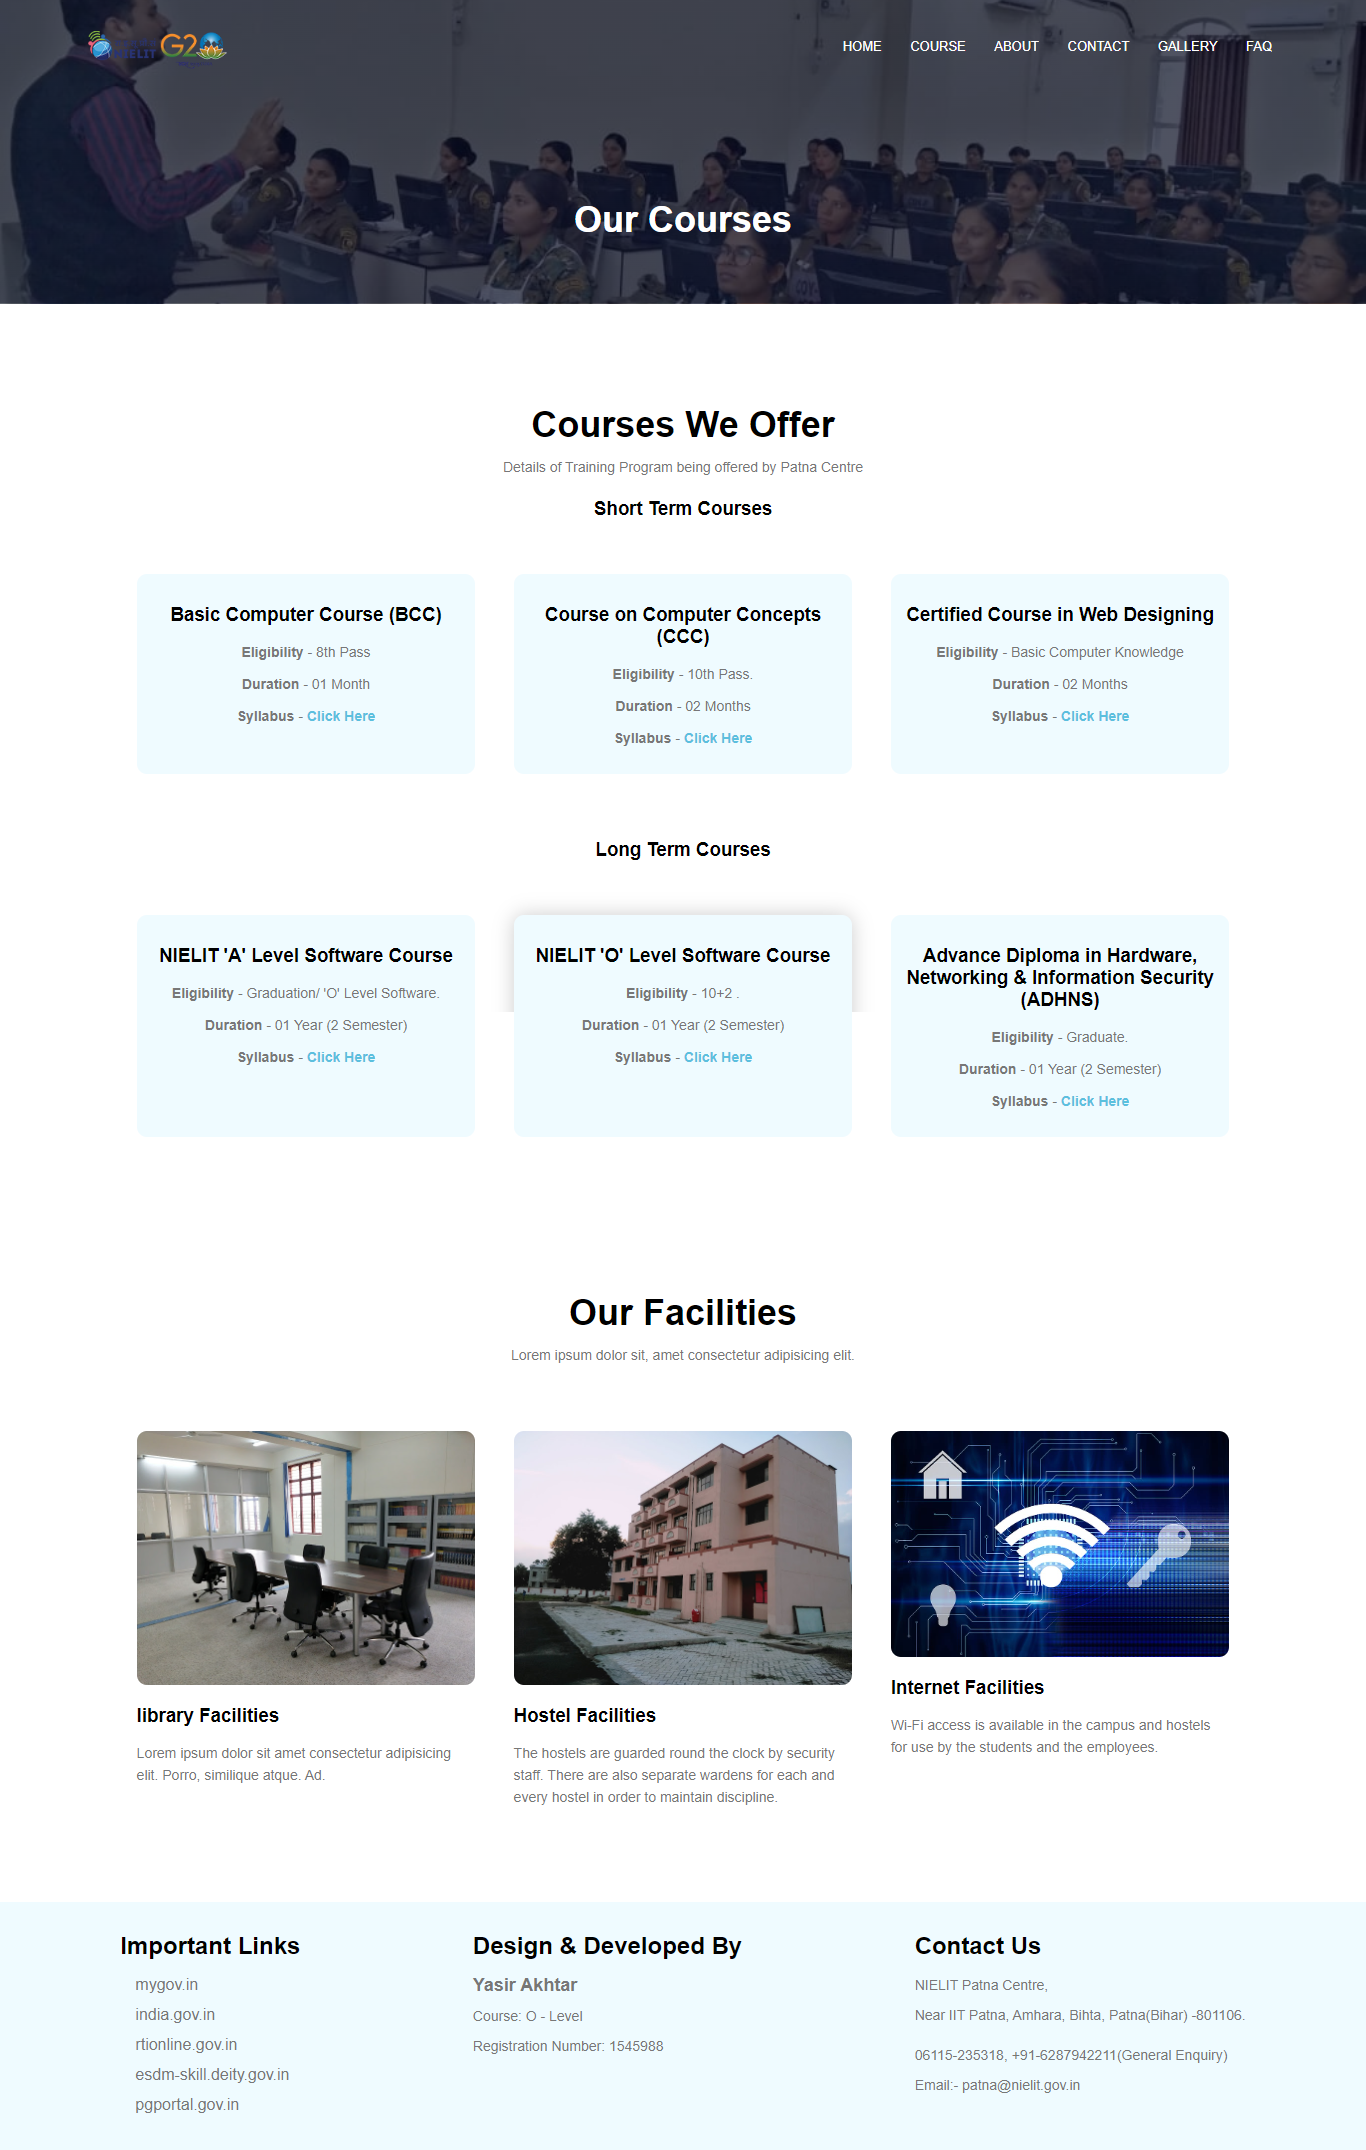 NIELIT G20
HOME COURSE ABOUT CONTACT GALLERY FAQ
Our Courses
Courses We Offer
Details of Training Program being offered by Patna Centre
Short Term Courses
Basic Computer Course (BCC)
Eligibility - 8th Pass
Duration - 01 Month
Syllabus - Click Here
Course on Computer Concepts
(CCC)
Eligibility - 10th Pass.
Duration - 02 Months
Syllabus - Click Here
Certified Course in Web Designing
Eligibility - Basic Computer Knowledge
Duration - 02 Months
Syllabus - Click Here
Long Term Courses
NIELIT 'A' Level Software Course
Eligibility - Graduation/ 'O' Level Software.
Duration - 01 Year (2 Semester)
Syllabus - Click Here
NIELIT 'O' Level Software Course
Eligibility - 10+2 .
Duration - 01 Year (2 Semester)
Syllabus - Click Here
Advance Diploma in Hardware,
Networking & Information Security
(ADHNS)
Eligibility - Graduate.
Duration - 01 Year (2 Semester)
Syllabus - Click Here
Our Facilities
Lorem ipsum dolor sit, amet consectetur adipisicing elit.
library Facilities
Lorem ipsum dolor sit amet consectetur adipisicing
elit. Porro, similique atque. Ad.
Hostel Facilities
The hostels are guarded round the clock by security
staff. There are also separate wardens for each and
every hostel in order to maintain discipline.
Internet Facilities
Wi-Fi access is available in the campus and hostels
for use by the students and the employees.
Important Links
mygov.in
india.gov.in
rtionline.gov.in
esdm-skill.deity.gov.in
pgportal.gov.in
Design & Developed By
Yasir Akhtar
Course: O - Level
Registration Number: 1545988
Contact Us
NIELIT Patna Centre,
Near IIT Patna, Amhara, Bihta, Patna(Bihar) -801106.
06115-235318, +91-6287942211(General Enquiry)
Email:- patna@nielit.gov.in